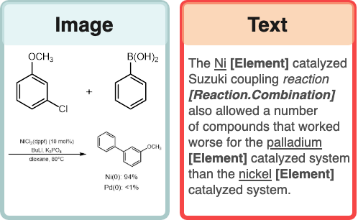 Image
OCH₃
Cl
+
B(OH)₂
NiCl₂(dppf) (10 mol%)
BuLi, K₃PO₄
dioxane, 80°C
OCH₃
Ni(0): 94%
Pd(0): <1%
Text
The Ni [Element] catalyzed
Suzuki coupling reaction
[Reaction.Combination]
also allowed a number
of compounds that worked
worse for the palladium
[Element] catalyzed system
than the nickel [Element]
catalyzed system.